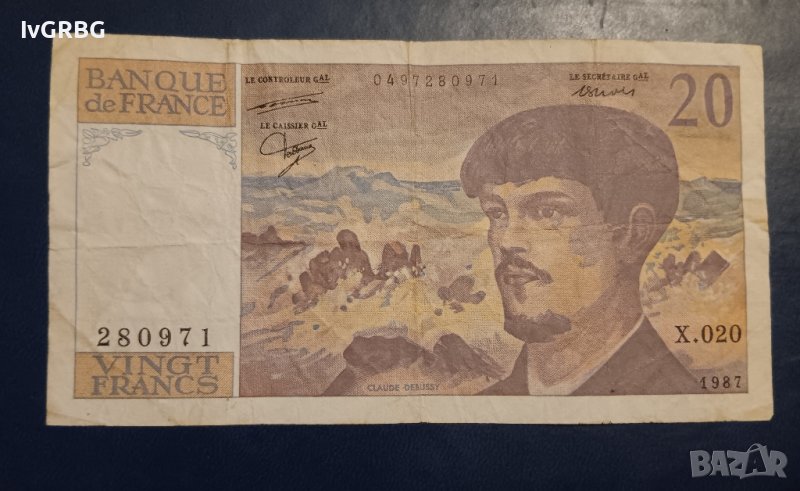 IvGRBG
BANQUE
de FRANCE
LE CONTROLEUR GAL
0497280971
LE SECRÉTAIRE GAL
20
LE CAISSIER GAL
280971
X.020
VINGT
FRANCS
CLAUDE DEBUSSY
1987
BAZAR